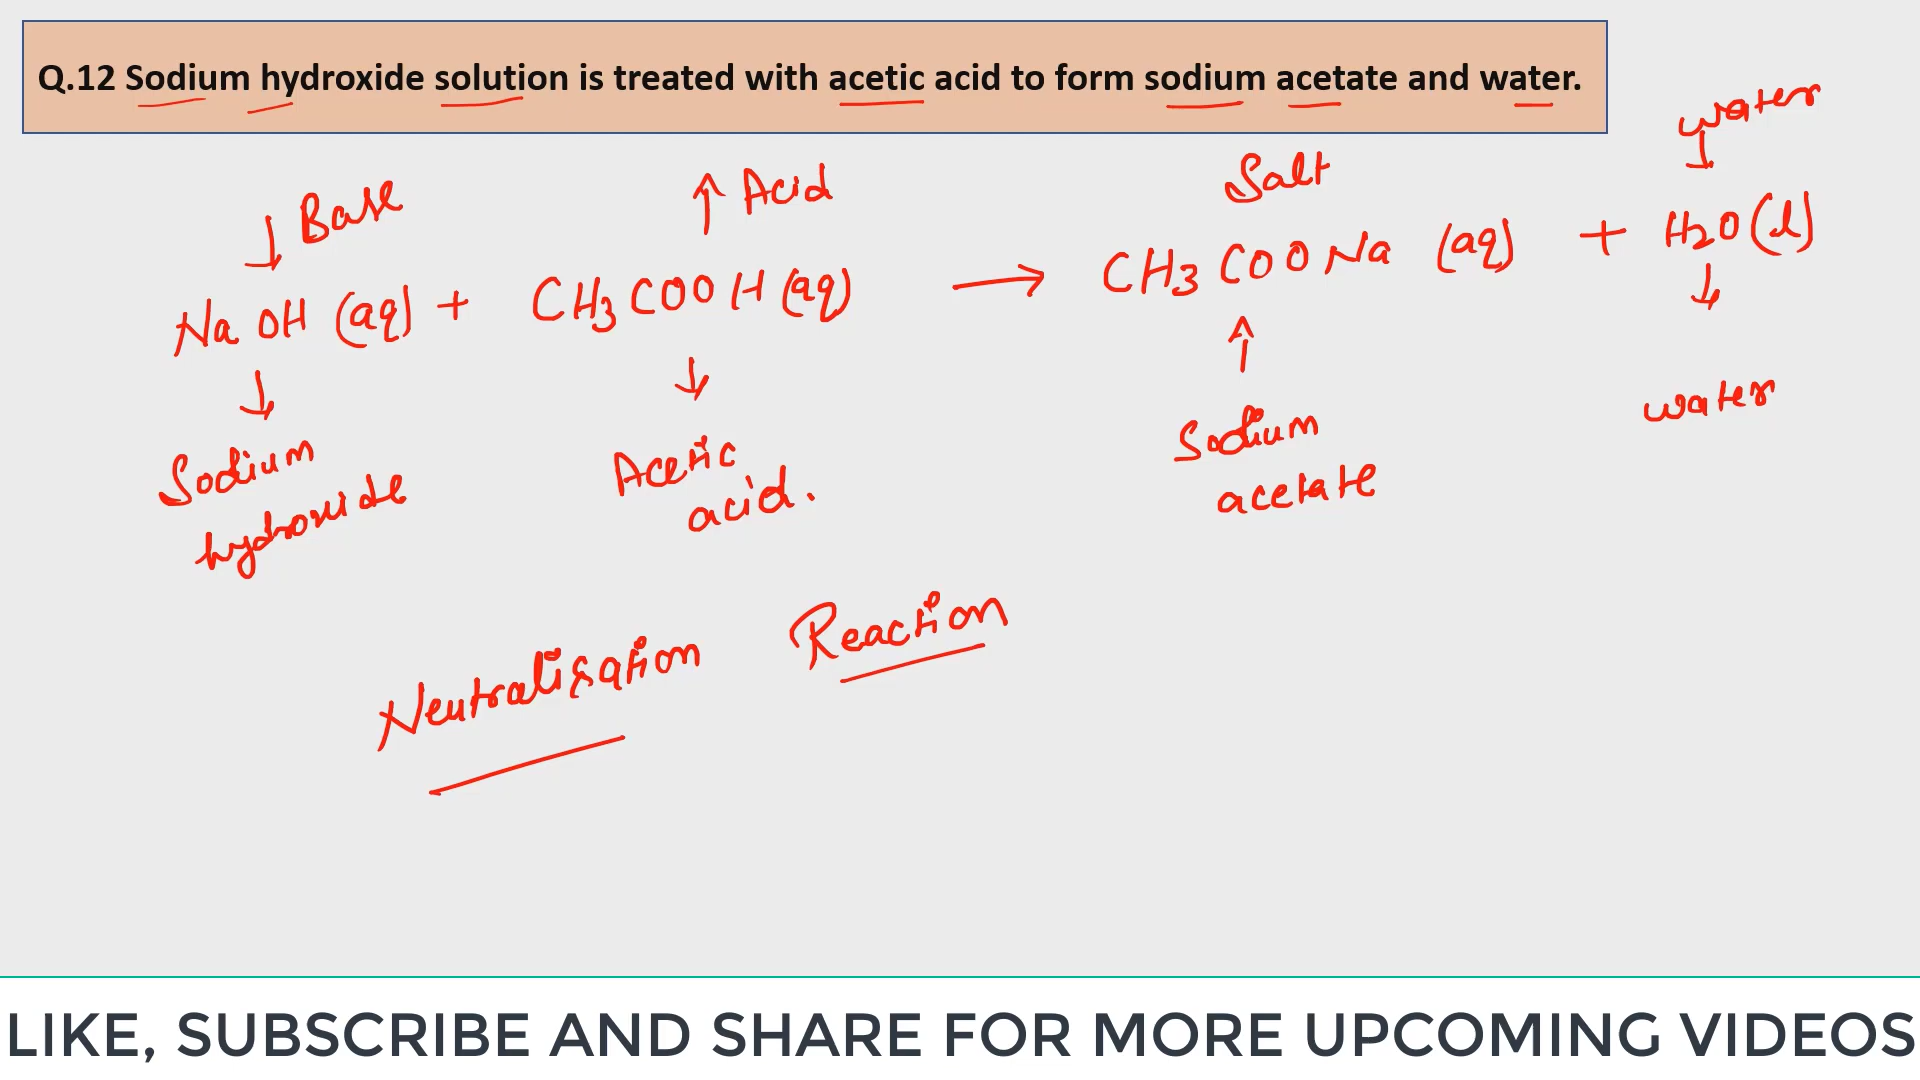 Q.12 Sodium hydroxide solution is treated with acetic acid to form sodium acetate and water.
water
Base Acid Salt
NaOH (aq) + CH3COOH (aq) → CH3COONa (aq) + H2O (l)
Sodium hydroxide
Acetic acid.
Sodium acetate
water
Neutralisation Reaction
LIKE, SUBSCRIBE AND SHARE FOR MORE UPCOMING VIDEOS